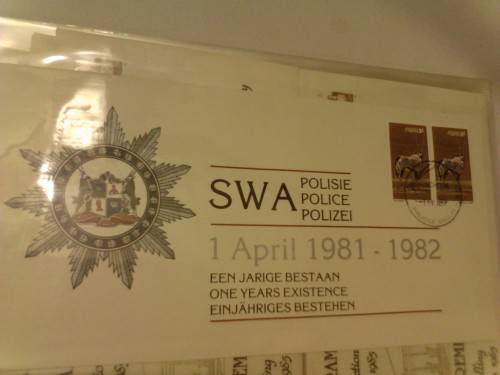 SWA
POLISIE
POLICE
POLIZEI
1 April 1981 - 1982
EEN JARIGE BESTAAN
ONE YEARS EXISTENCE
EINJÄHRIGES BESTEHEN